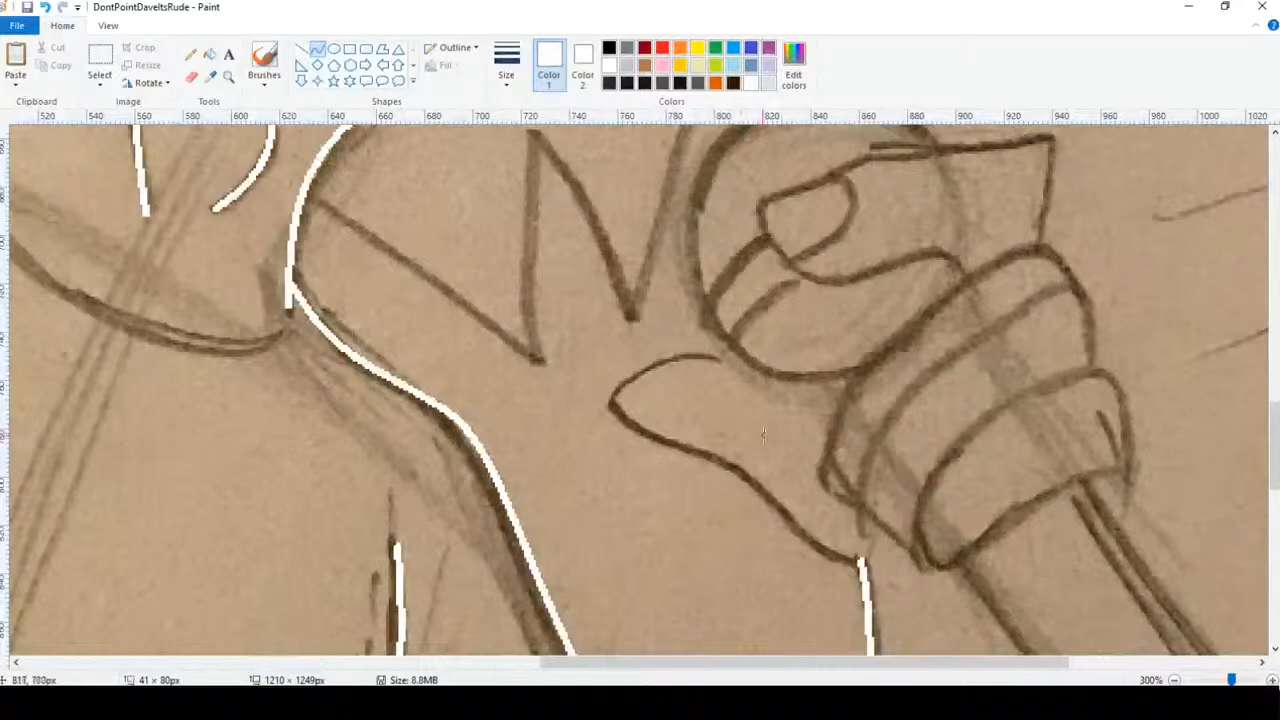 DontPointDaveItsRude - Paint
File Home View
Paste Cut Copy Select Crop Resize Rotate A Brushes Outline Fill Size Color 1 Color 2 Edit colors
Clipboard Image Tools Shapes Colors
520 540 560 580 600 620 640 660 680 700 720 740 760 780 800 820 840 860 880 900 920 940 960 980 1000 1020
41 × 80px 1210 × 1249px Size: 8.8MB 300%